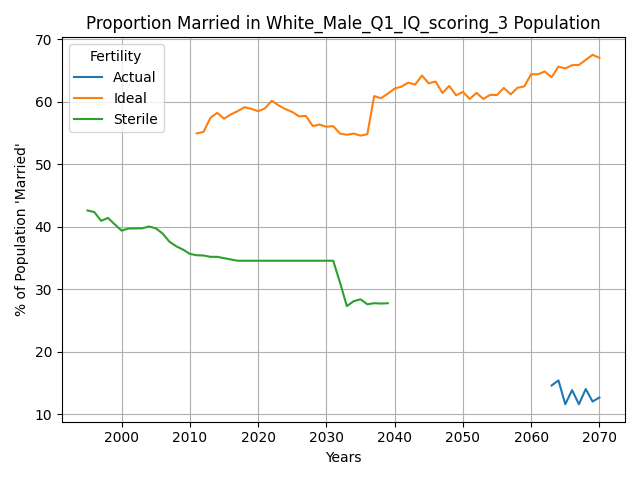 Proportion Married in White_Male_Q1_IQ_scoring_3 Population
% of Population 'Married'
70
60
50
40
30
20
10
Fertility
Actual
Ideal
Sterile
2000 2010 2020 2030 2040 2050 2060 2070
Years